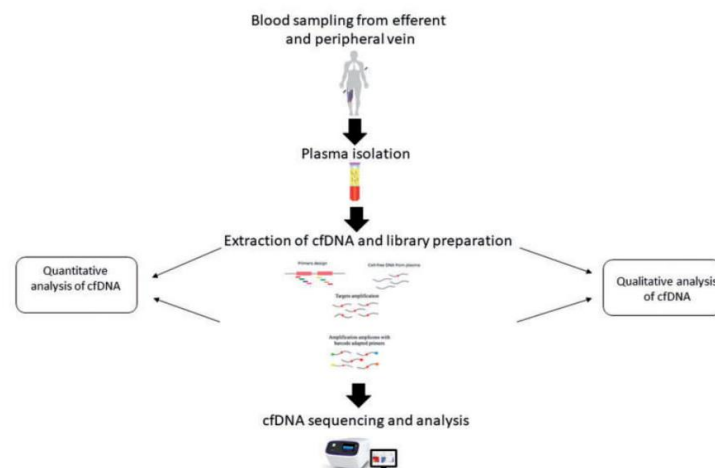 Blood sampling from efferent
and peripheral vein
Plasma isolation
Extraction of cfDNA and library preparation
Quantitative
analysis of cfDNA
Primers design
Cell-free DNA from plasma
Targets amplification
Amplification amplicons with
barcode adapted primers
Qualitative analysis
of cfDNA
cfDNA sequencing and analysis